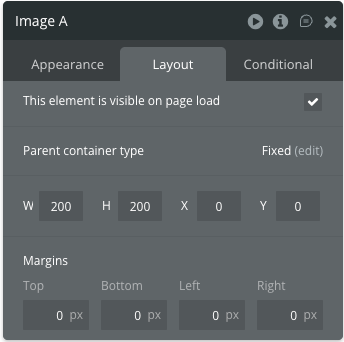 Image A
Appearance Layout Conditional
This element is visible on page load
Parent container type Fixed (edit)
W 200 H 200 X 0 Y 0
Margins
Top Bottom Left Right
0 px 0 px 0 px 0 px